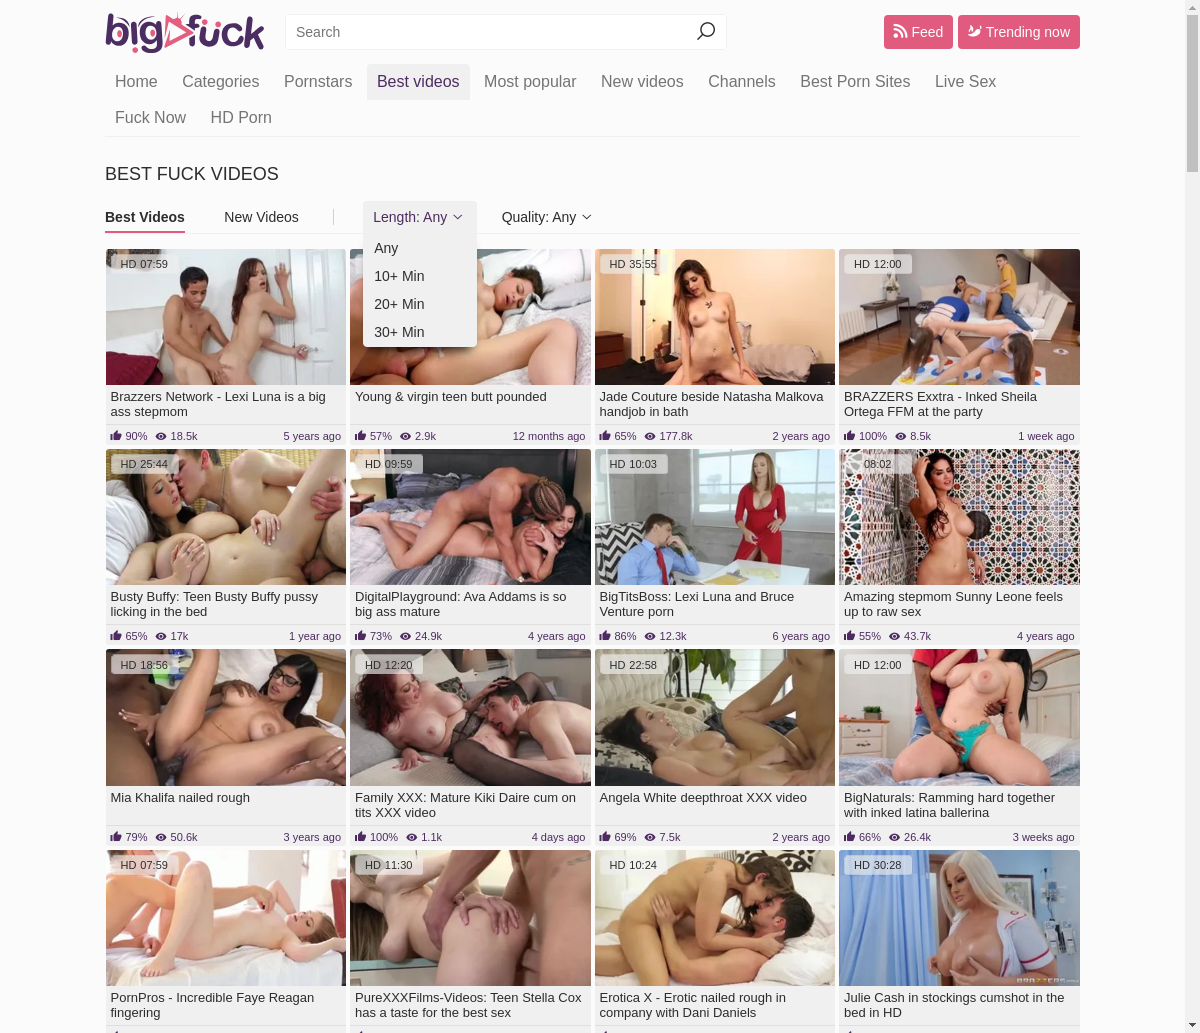 bigfuck
Search
Feed
Trending now
Home Categories Pornstars Best videos Most popular New videos Channels Best Porn Sites Live Sex
Fuck Now HD Porn
BEST FUCK VIDEOS
Best Videos New Videos Length: Any Quality: Any
Any
10+ Min
20+ Min
30+ Min
HD 07:59
HD 35:55
HD 12:00
Brazzers Network - Lexi Luna is a big
ass stepmom
90% 18.5k 5 years ago
Young & virgin teen butt pounded
57% 2.9k 12 months ago
Jade Couture beside Natasha Malkova
handjob in bath
65% 177.8k 2 years ago
BRAZZERS Exxtra - Inked Sheila
Ortega FFM at the party
100% 8.5k 1 week ago
HD 25:44
HD 09:59
HD 10:03
08:02
Busty Buffy: Teen Busty Buffy pussy
licking in the bed
65% 17k 1 year ago
DigitalPlayground: Ava Addams is so
big ass mature
73% 24.9k 4 years ago
BigTitsBoss: Lexi Luna and Bruce
Venture porn
86% 12.3k 6 years ago
Amazing stepmom Sunny Leone feels
up to raw sex
55% 43.7k 4 years ago
HD 18:56
HD 12:20
HD 22:58
HD 12:00
Mia Khalifa nailed rough
79% 50.6k 3 years ago
Family XXX: Mature Kiki Daire cum on
tits XXX video
100% 1.1k 4 days ago
Angela White deepthroat XXX video
69% 7.5k 2 years ago
BigNaturals: Ramming hard together
with inked latina ballerina
66% 26.4k 3 weeks ago
HD 07:59
HD 11:30
HD 10:24
HD 30:28
BRAZZERS
PornPros - Incredible Faye Reagan
fingering
PureXXXFilms-Videos: Teen Stella Cox
has a taste for the best sex
Erotica X - Erotic nailed rough in
company with Dani Daniels
Julie Cash in stockings cumshot in the
bed in HD